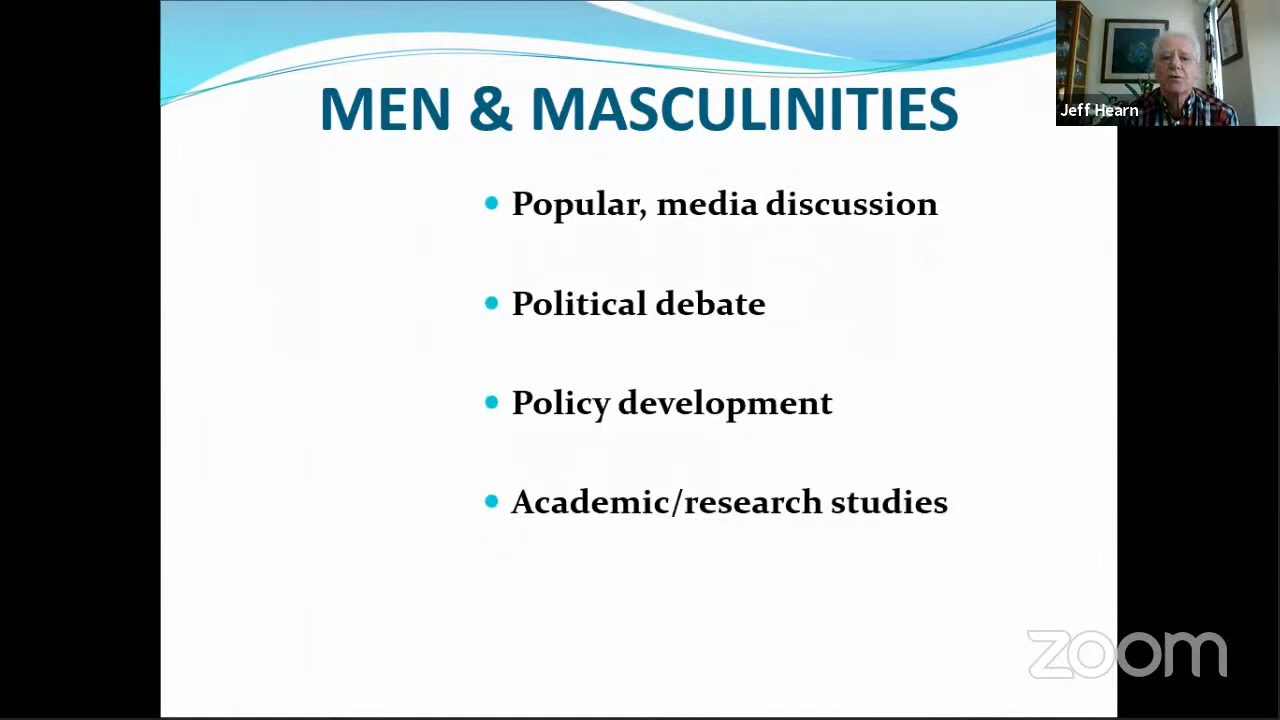 MEN & MASCULINITIES
Jeff Hearn
Popular, media discussion
Political debate
Policy development
Academic/research studies
zoom